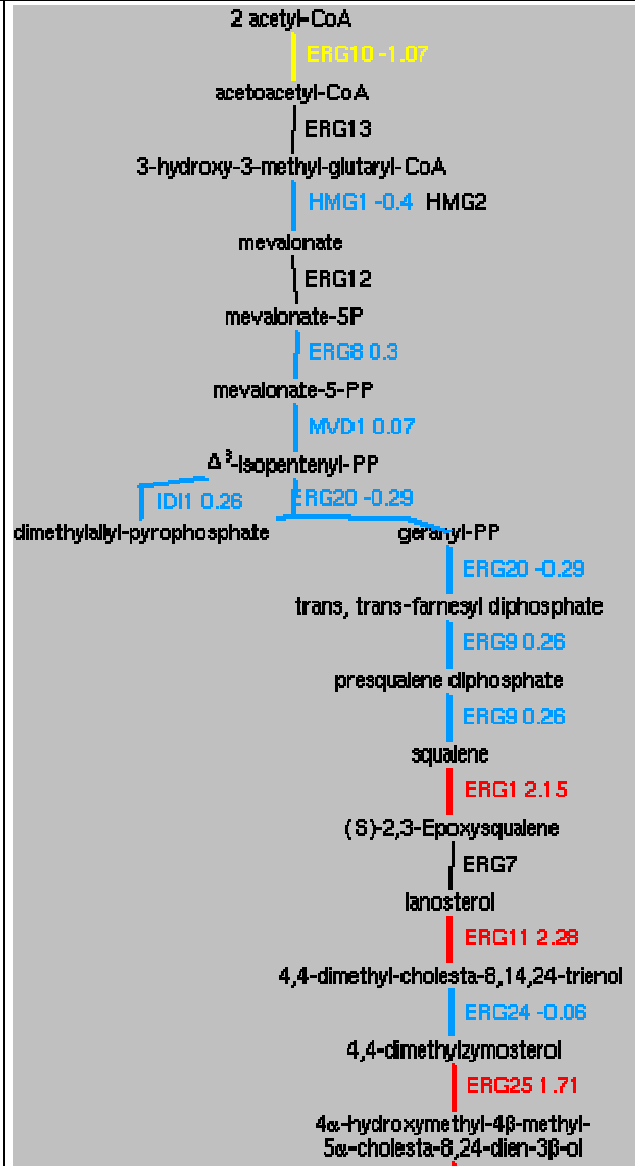 2 acetyl-CoA
ERG10 -1.07
acetoacetyl-CoA
ERG13
3-hydroxy-3-methyl-glutaryl-CoA
HMG1 -0.4 HMG2
mevalonate
ERG12
mevalonate-5P
ERG8 0.3
mevalonate-5-PP
MVD1 0.07
Δ³-isopentenyl-PP
IDI1 0.26 ERG20 -0.29
dimethylallyl-pyrophosphate geranyl-PP
ERG20 -0.29
trans, trans-farnesyl diphosphate
ERG9 0.26
presqualene diphosphate
ERG9 0.26
squalene
ERG1 2.15
(S)-2,3-Epoxysqualene
ERG7
lanosterol
ERG11 2.28
4,4-dimethyl-cholesta-8,14,24-trienol
ERG24 -0.06
4,4-dimethylzymosterol
ERG25 1.71
4α-hydroxymethyl-4β-methyl-
5α-cholesta-8,24-dien-3β-ol